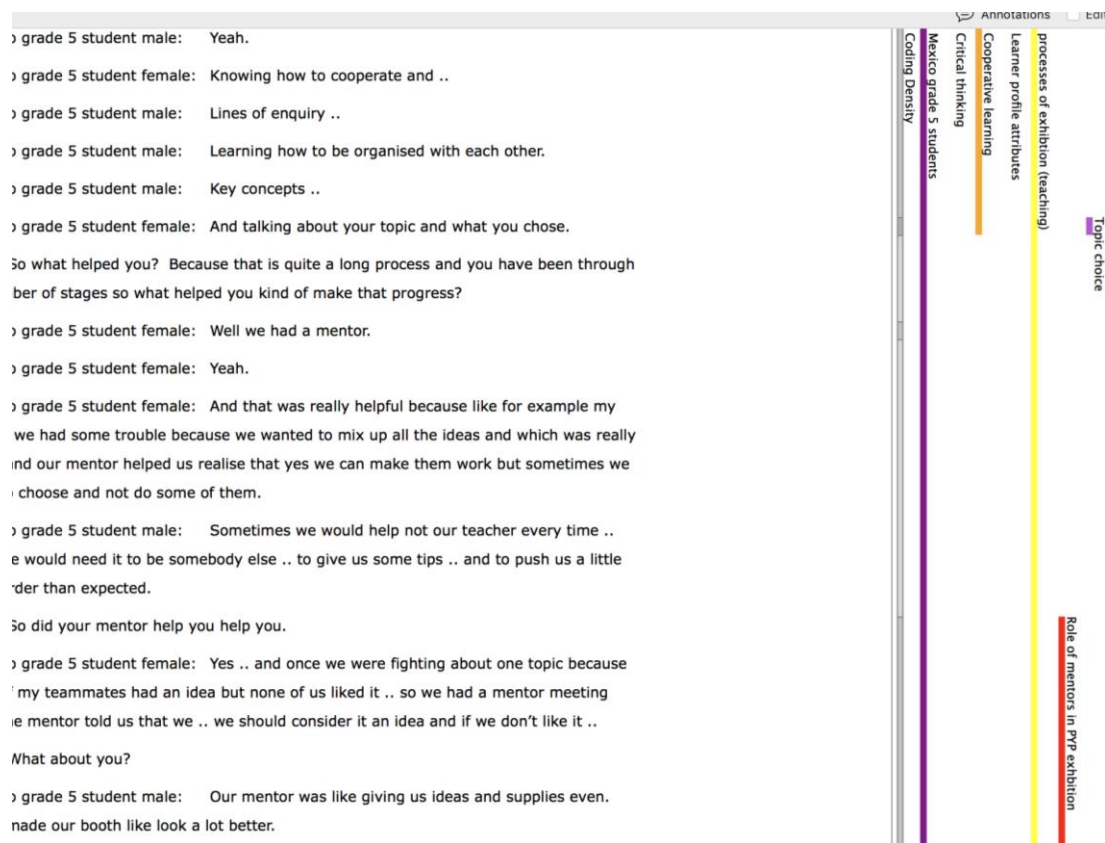 Annotations
grade 5 student male: Yeah.
grade 5 student female: Knowing how to cooperate and ..
grade 5 student male: Lines of enquiry ..
grade 5 student male: Learning how to be organised with each other.
grade 5 student male: Key concepts ..
grade 5 student female: And talking about your topic and what you chose.
So what helped you? Because that is quite a long process and you have been through
ber of stages so what helped you kind of make that progress?
grade 5 student female: Well we had a mentor.
grade 5 student female: Yeah.
grade 5 student female: And that was really helpful because like for example my
we had some trouble because we wanted to mix up all the ideas and which was really
and our mentor helped us realise that yes we can make them work but sometimes we
choose and not do some of them.
grade 5 student male: Sometimes we would help not our teacher every time ..
e would need it to be somebody else .. to give us some tips .. and to push us a little
rder than expected.
So did your mentor help you help you.
grade 5 student female: Yes .. and once we were fighting about one topic because
my teammates had an idea but none of us liked it .. so we had a mentor meeting
e mentor told us that we .. we should consider it an idea and if we don't like it ..
What about you?
grade 5 student male: Our mentor was like giving us ideas and supplies even.
made our booth like look a lot better.
Coding Density
Mexico grade 5 students
Critical thinking
Cooperative learning
Learner profile attributes
processes of exhibtion (teaching)
Role of mentors in PYP exhbition
Topic choice